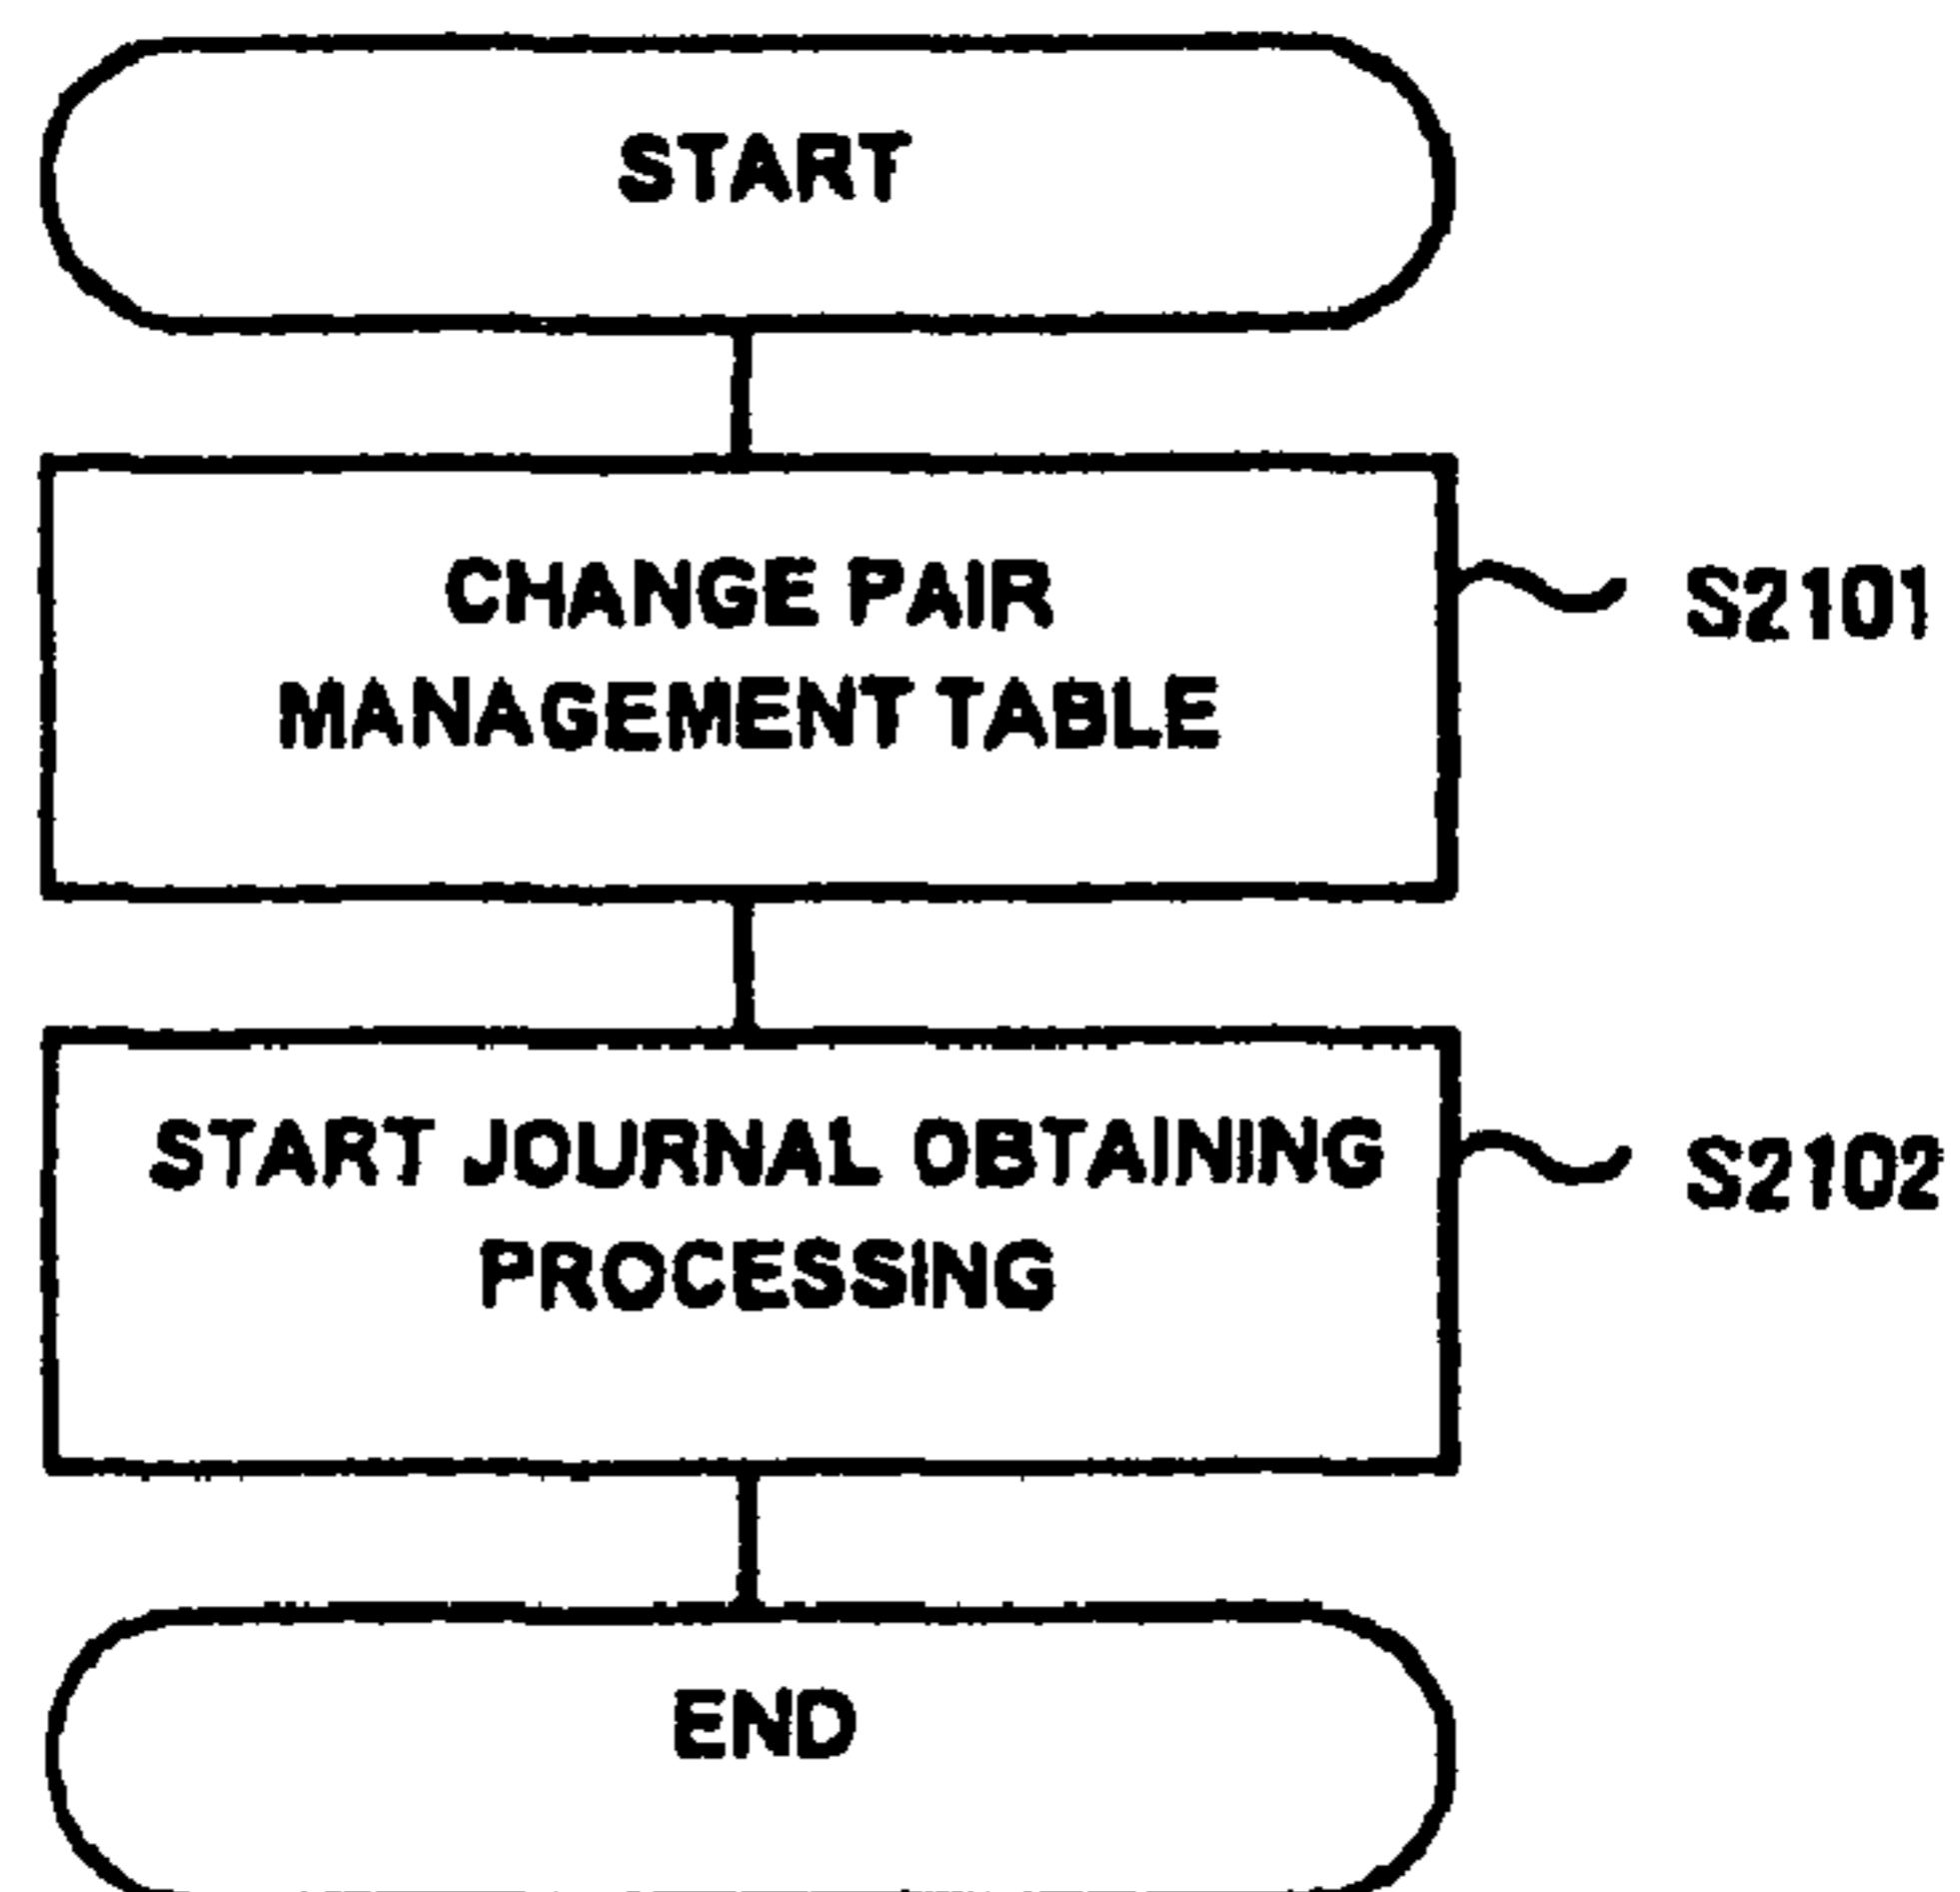 START
CHANGE PAIR
MANAGEMENT TABLE
S2101
START JOURNAL OBTAINING
PROCESSING
S2102
END